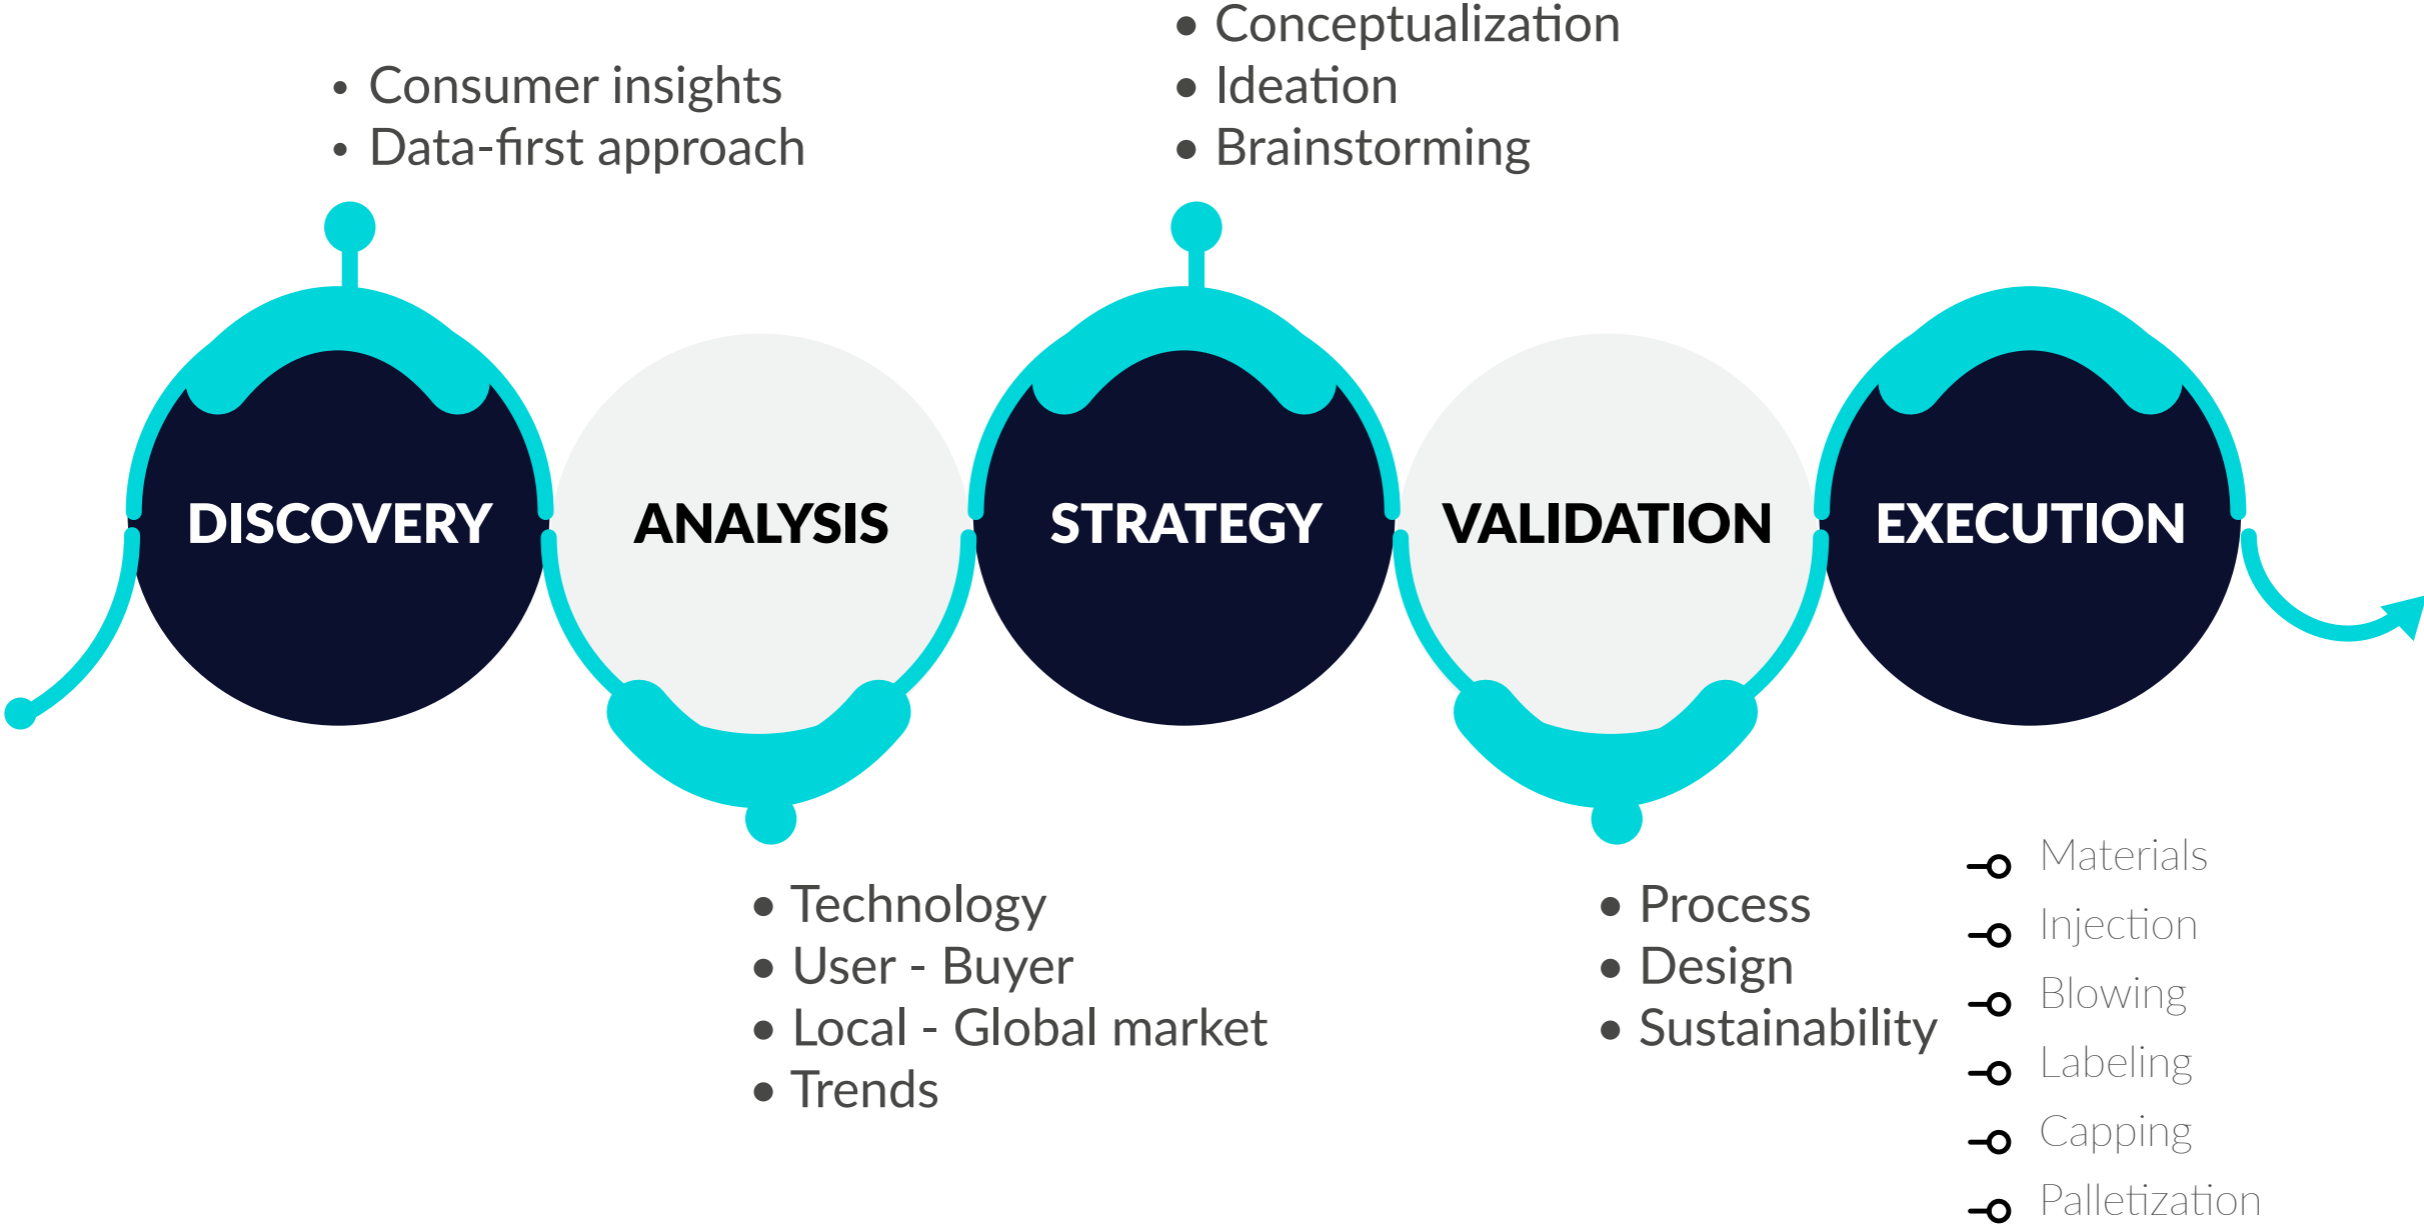 • Consumer insights
• Data-first approach
• Conceptualization
• Ideation
• Brainstorming
DISCOVERY
ANALYSIS
STRATEGY
VALIDATION
EXECUTION
• Technology
• User - Buyer
• Local - Global market
• Trends
• Process
• Design
• Sustainability
Materials
Injection
Blowing
Labeling
Capping
Palletization